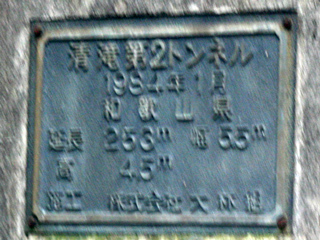 清滝第2トンネル
1984年1月
和歌山県
延長 253m 幅 5.5m
高 4.5m
施工 株式会社大林組